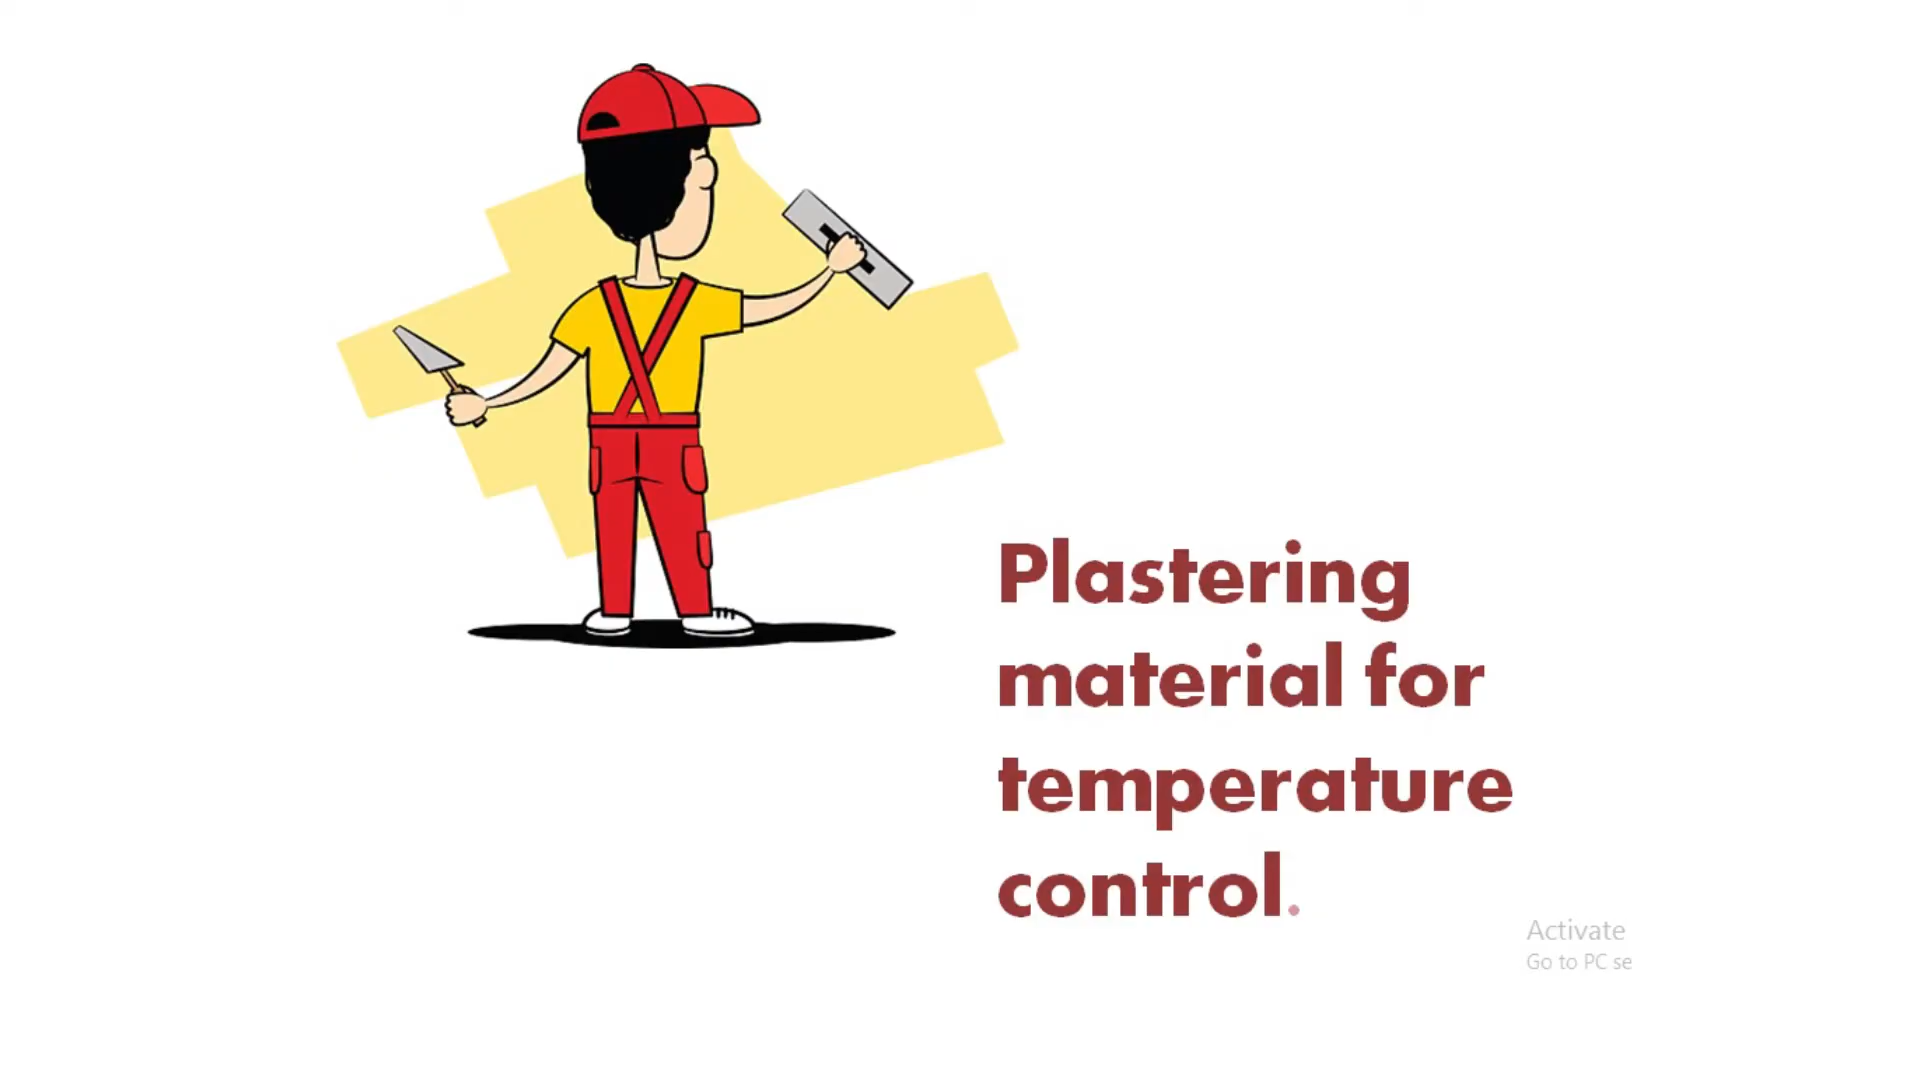 Plastering
material for
temperature
control.
Activate
Go to PC se